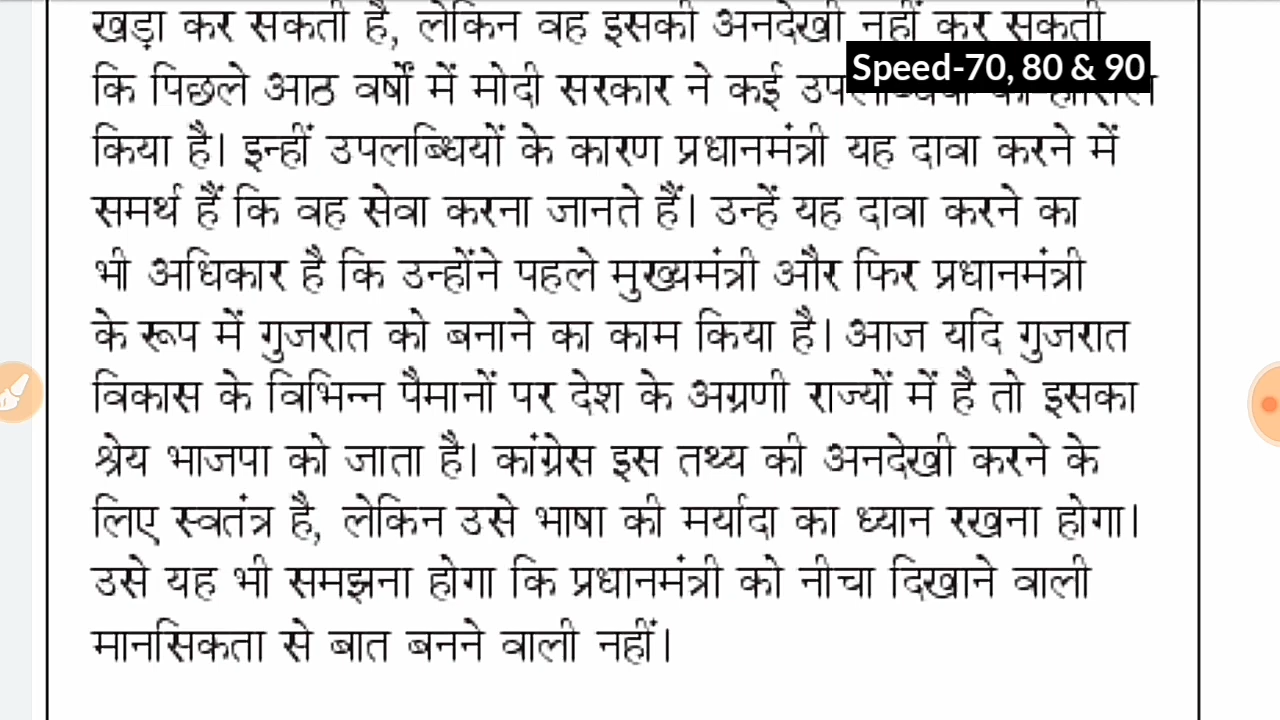 खड़ा कर सकती है, लेकिन वह इसकी अनदेखी नहीं कर सकती
Speed-70, 80 & 90
कि पिछले आठ वर्षों में मोदी सरकार ने कई
किया है। इन्हीं उपलब्धियों के कारण प्रधानमंत्री यह दावा करने में
समर्थ हैं कि वह सेवा करना जानते हैं। उन्हें यह दावा करने का
भी अधिकार है कि उन्होंने पहले मुख्यमंत्री और फिर प्रधानमंत्री
के रूप में गुजरात को बनाने का काम किया है। आज यदि गुजरात
विकास के विभिन्न पैमानों पर देश के अग्रणी राज्यों में है तो इसका
श्रेय भाजपा को जाता है। कांग्रेस इस तथ्य की अनदेखी करने के
लिए स्वतंत्र है, लेकिन उसे भाषा की मर्यादा का ध्यान रखना होगा।
उसे यह भी समझना होगा कि प्रधानमंत्री को नीचा दिखाने वाली
मानसिकता से बात बनने वाली नहीं।